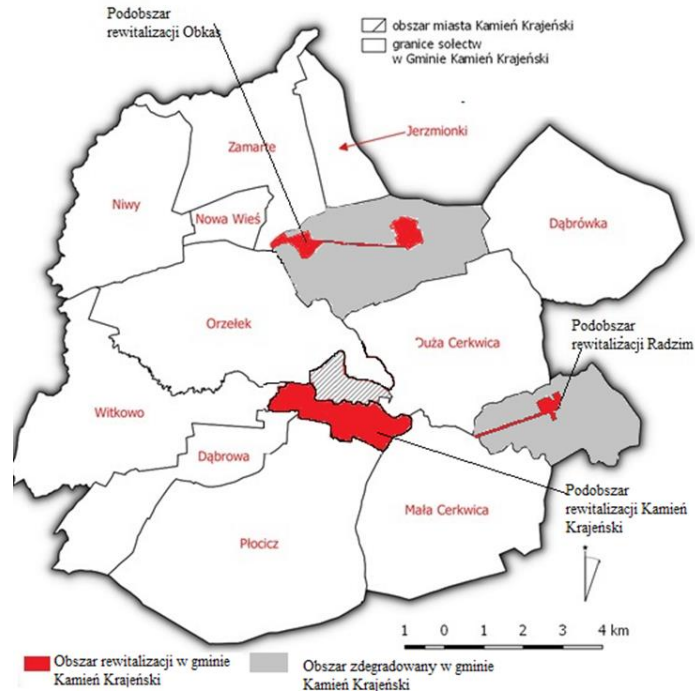 Podobszar
rewitalizacji Obkas
obszar miasta Kamień Krajeński
granice sołectw
w Gminie Kamień Krajeński
Jerzmionki
Zamarte
Niwy
Nowa Wieś
Dąbrówka
Orzełek
Duża Cerkwica
Podobszar
rewitalizacji Radzim
Witkowo
Dąbrowa
Podobszar
rewitalizacji Kamień
Krajeński
Mała Cerkwica
Płocicz
1 0 1 2 3 4 km
Obszar rewitalizacji w gminie
Kamień Krajeński
Obszar zdegradowany w gminie
Kamień Krajeński